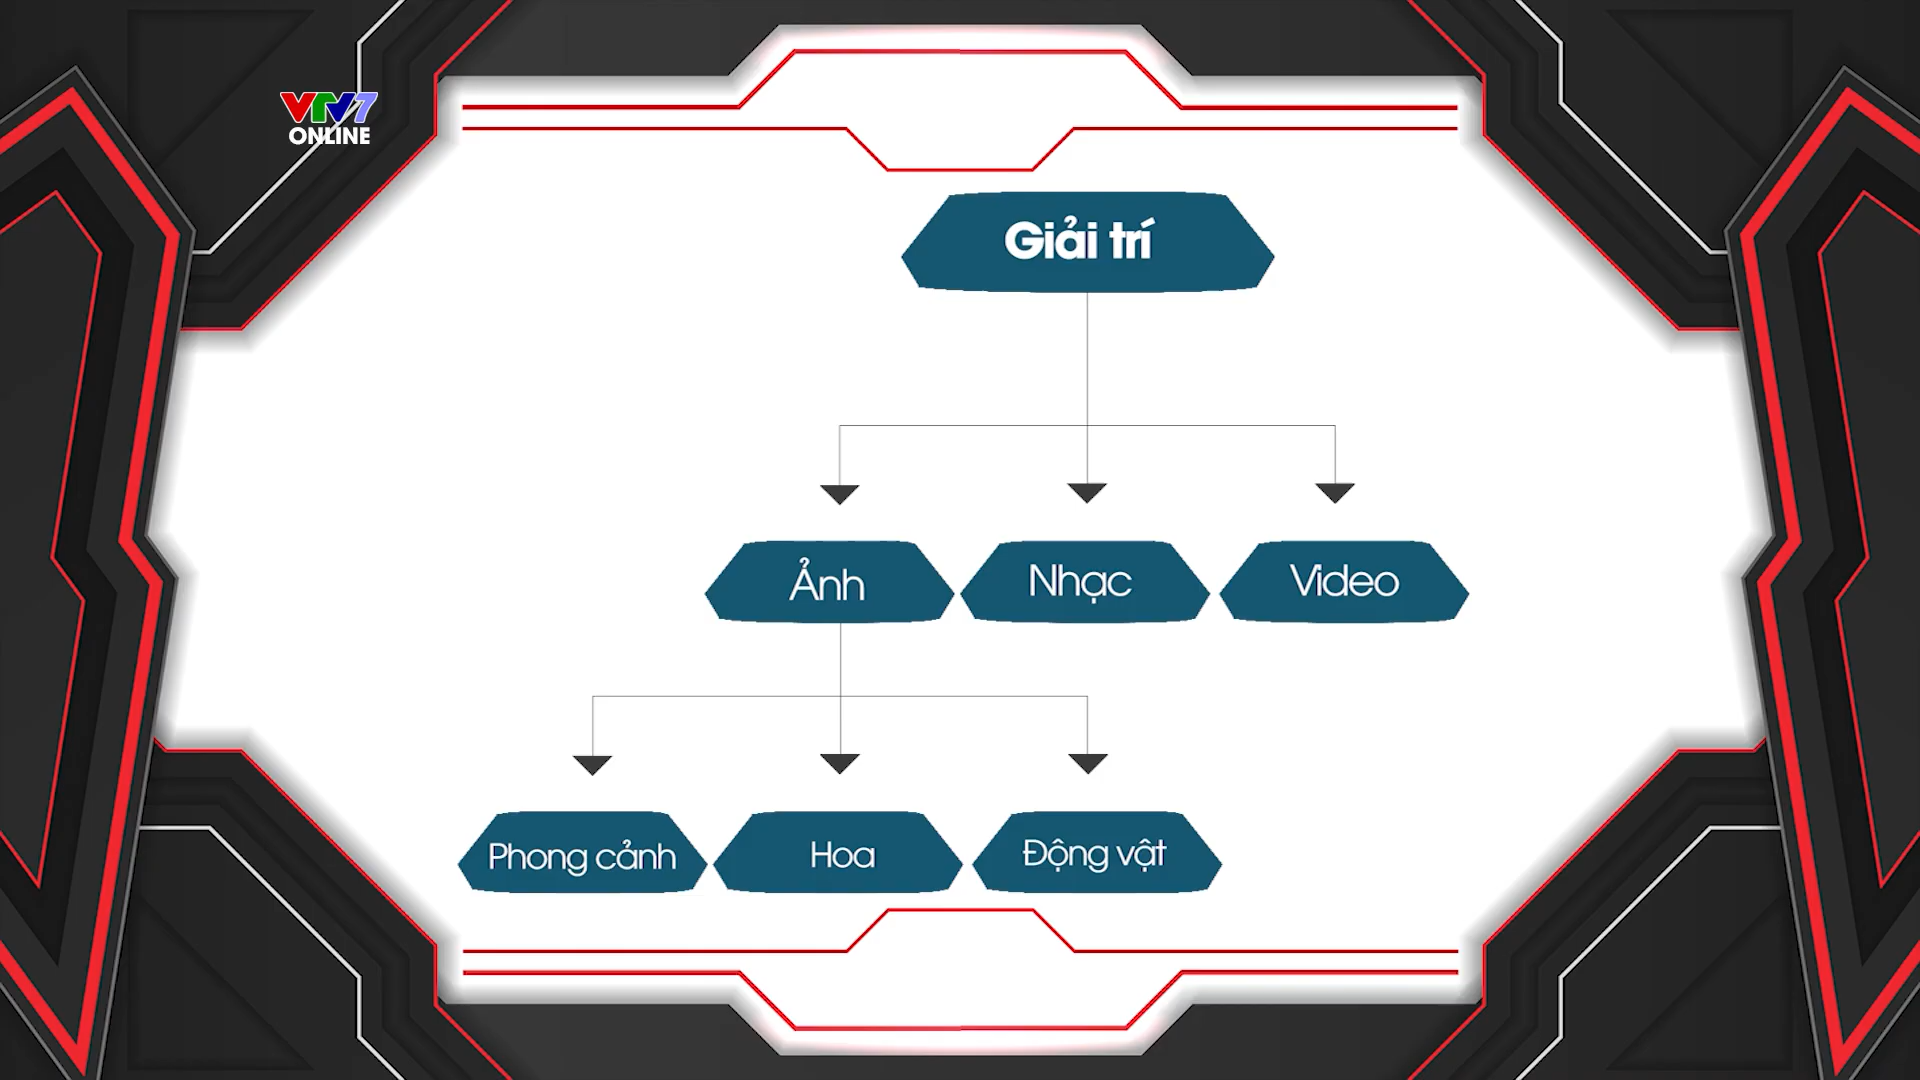 VTV7
ONLINE
Giải trí
Ảnh
Nhạc
Video
Phong cảnh
Hoa
Động vật